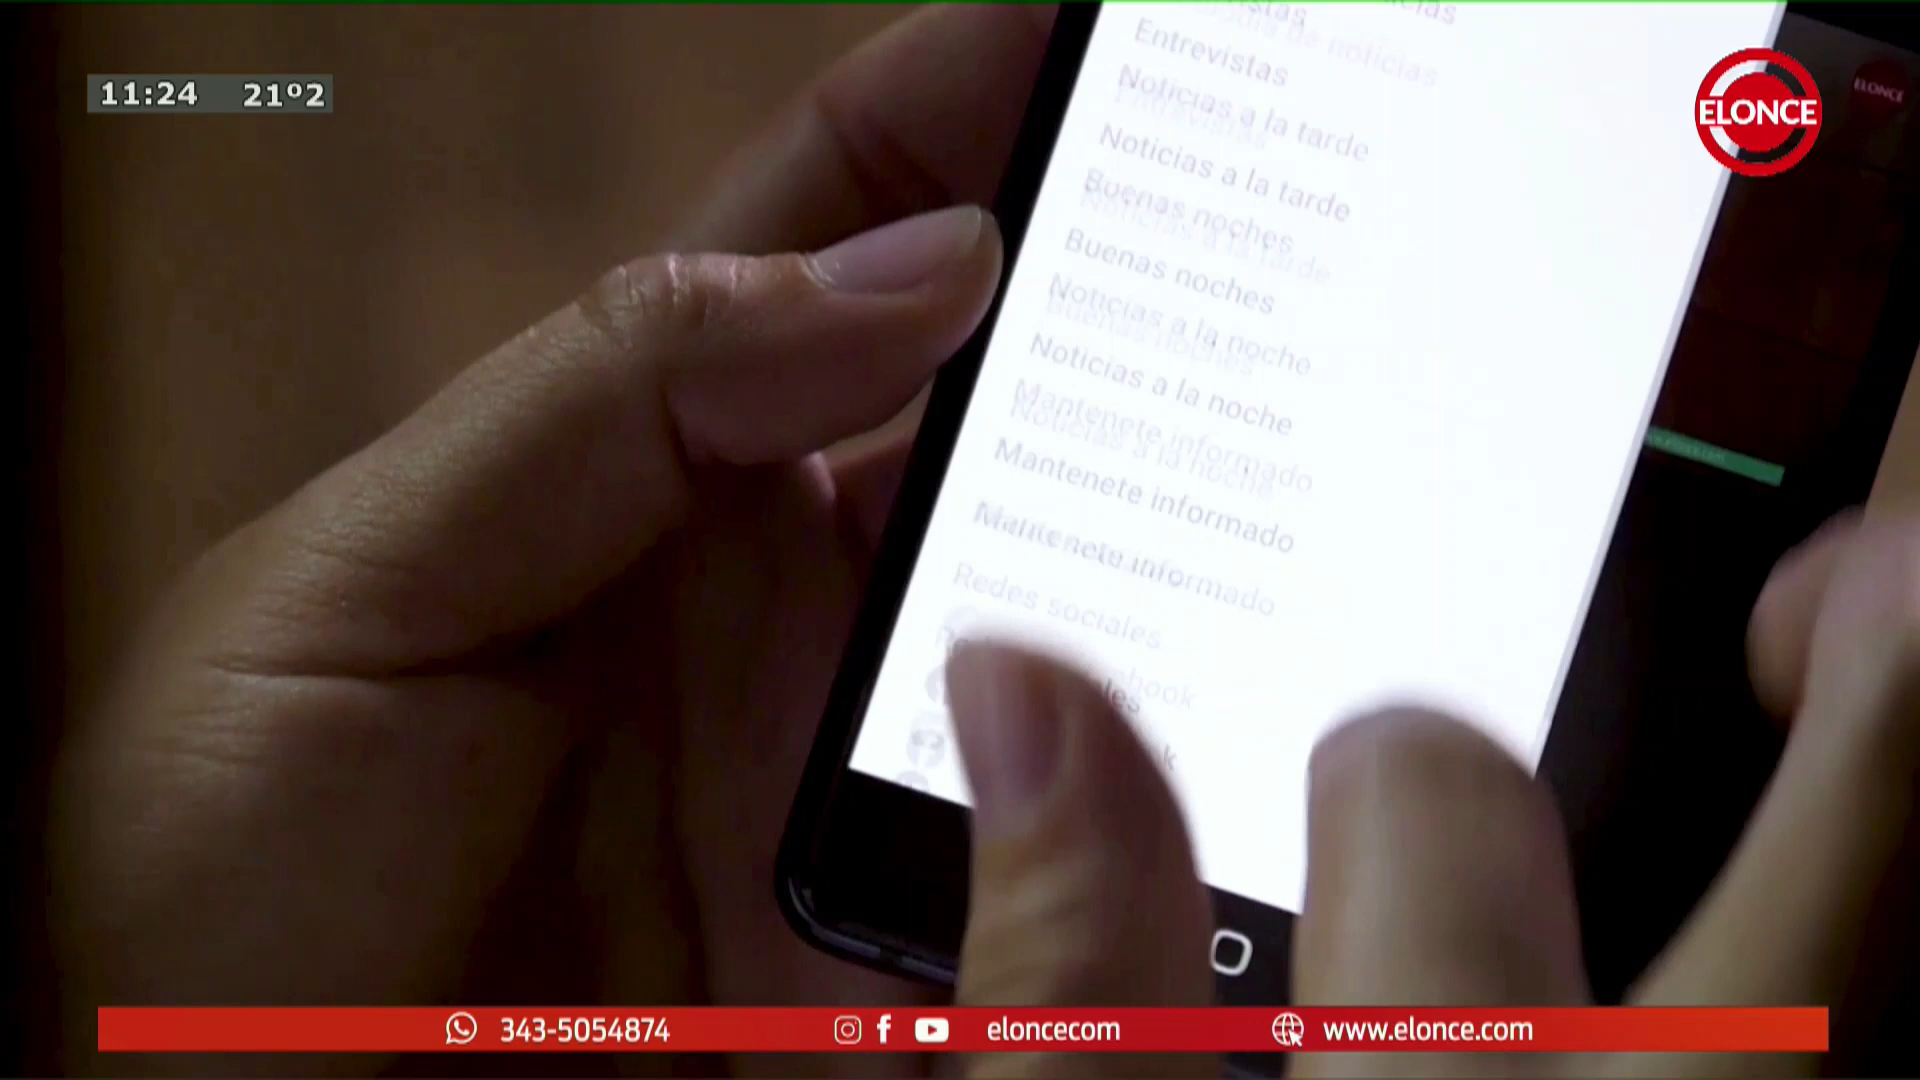 11:24 21º2
ELONCE
ELONCE
Entrevistas
Noticias a la tarde
Noticias a la tarde
Buenas noches
Buenas noches
Noticias a la noche
Noticias a la noche
Mantenete informado
Mantenete informado
Mantenete informado
Redes sociales
343-5054874 eloncecom www.elonce.com